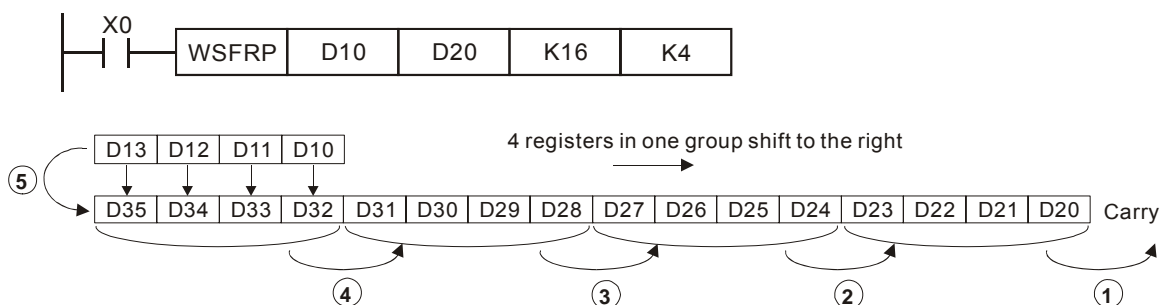 X0
WSFRP D10 D20 K16 K4
D13 D12 D11 D10
4 registers in one group shift to the right
5
D35 D34 D33 D32 D31 D30 D29 D28 D27 D26 D25 D24 D23 D22 D21 D20 Carry
4 3 2 1